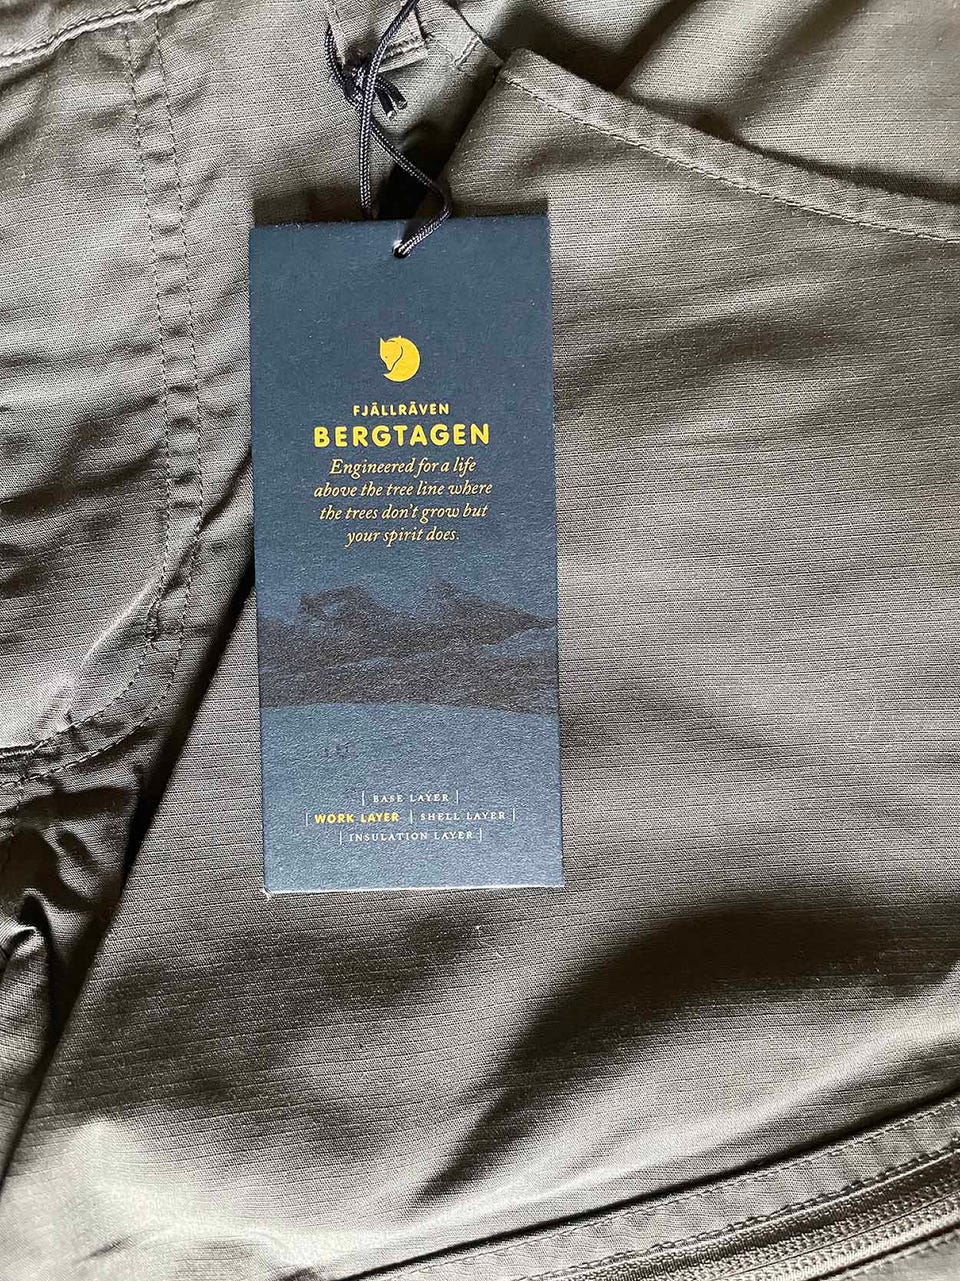 FJÄLLRÄVEN
BERGTAGEN
Engineered for a life
above the tree line where
the trees don't grow but
your spirit does.
| BASE LAYER |
| WORK LAYER | SHELL LAYER |
| INSULATION LAYER |